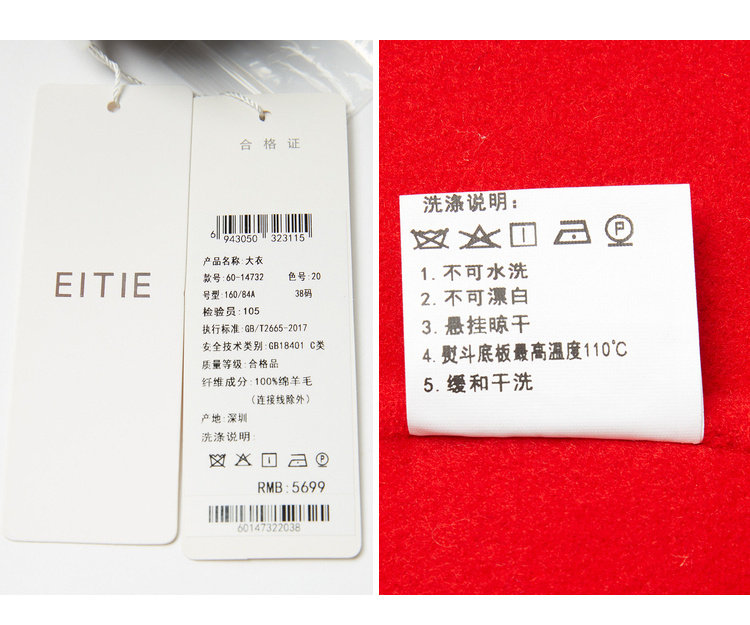 EITIE
合格证
6 943050 323115
产品名称:大衣
款号:60-14732 色号:20
号型:160/84A 38码
检验员:105
执行标准:GB/T2665-2017
安全技术类别:GB18401 C类
质量等级:合格品
纤维成分:100%绵羊毛
(连接线除外)
产地:深圳
洗涤说明:
P
RMB:5699
60147322038
洗涤说明:
P
1. 不可水洗
2. 不可漂白
3. 悬挂晾干
4. 熨斗底板最高温度110℃
5. 缓和干洗